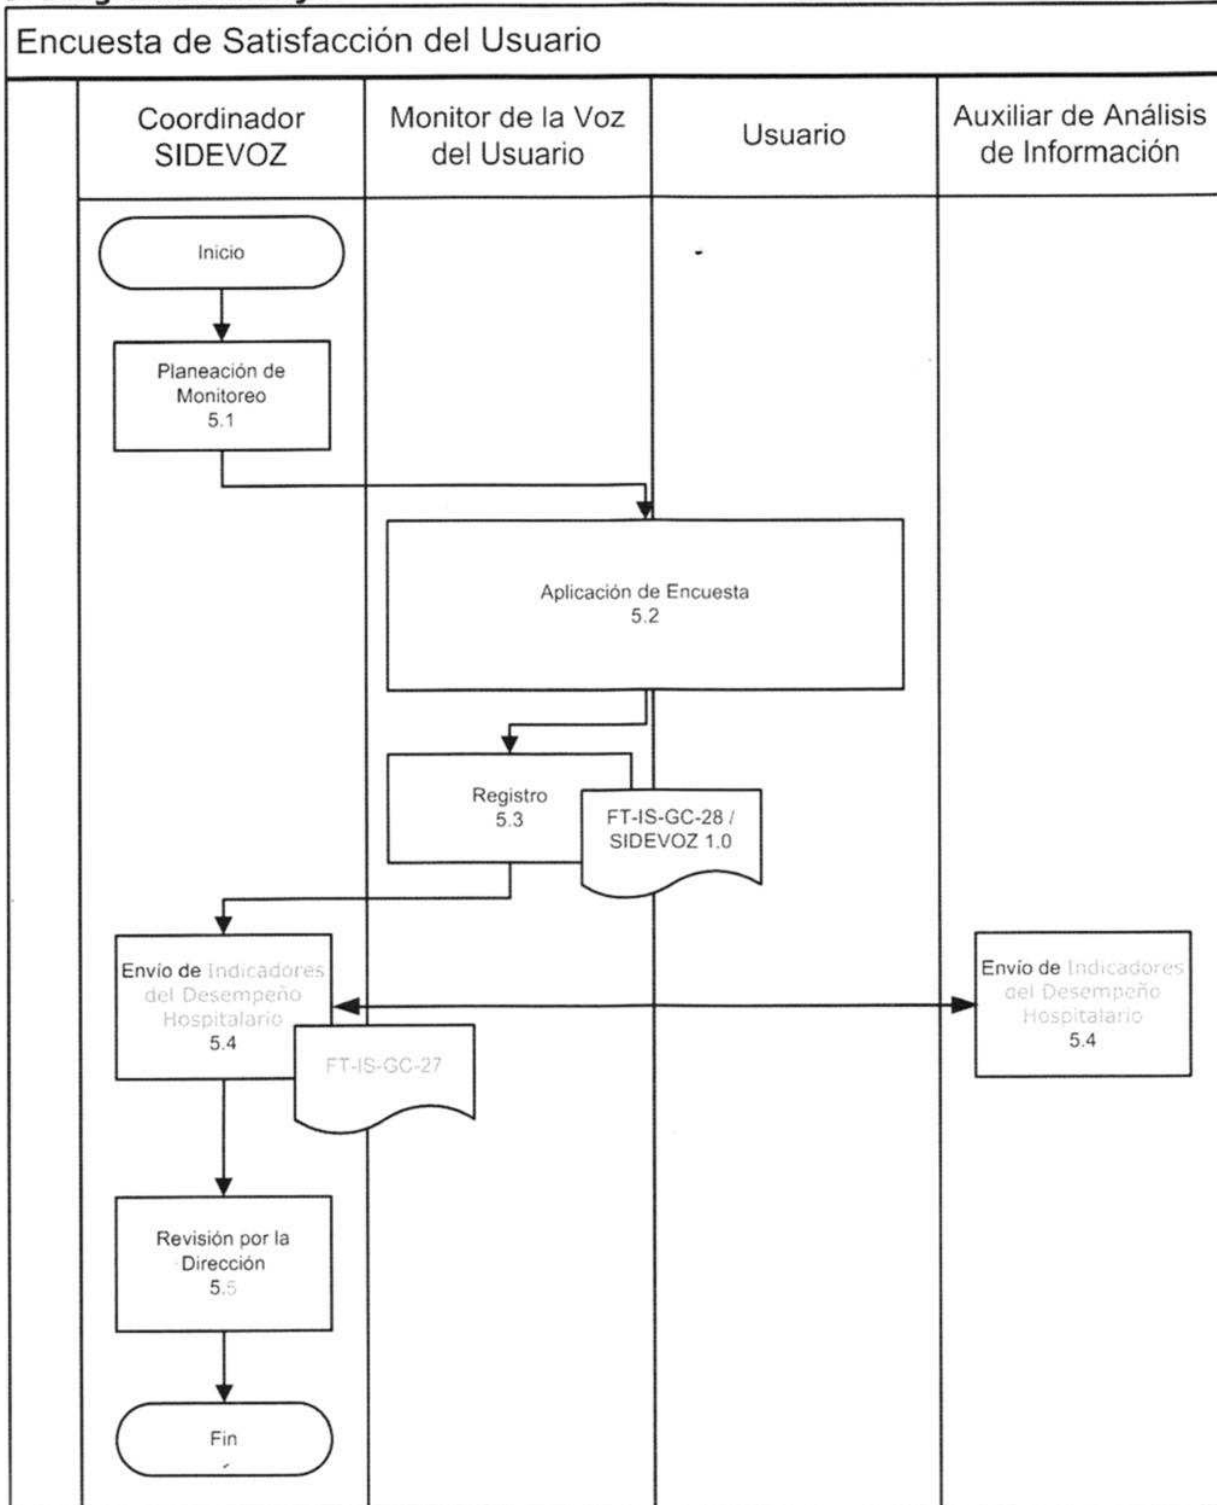 Encuesta de Satisfacción del Usuario
Coordinador
SIDEVOZ
Monitor de la Voz
del Usuario
Usuario
Auxiliar de Análisis
de Información
Inicio
Planeación de
Monitoreo
5.1
Aplicación de Encuesta
5.2
Registro
5.3
FT-IS-GC-28 /
SIDEVOZ 1.0
Envío de Indicadores
del Desempeño
Hospitalario
5.4
FT-IS-GC-27
Envío de Indicadores
del Desempeño
Hospitalario
5.4
Revisión por la
Dirección
5.5
Fin